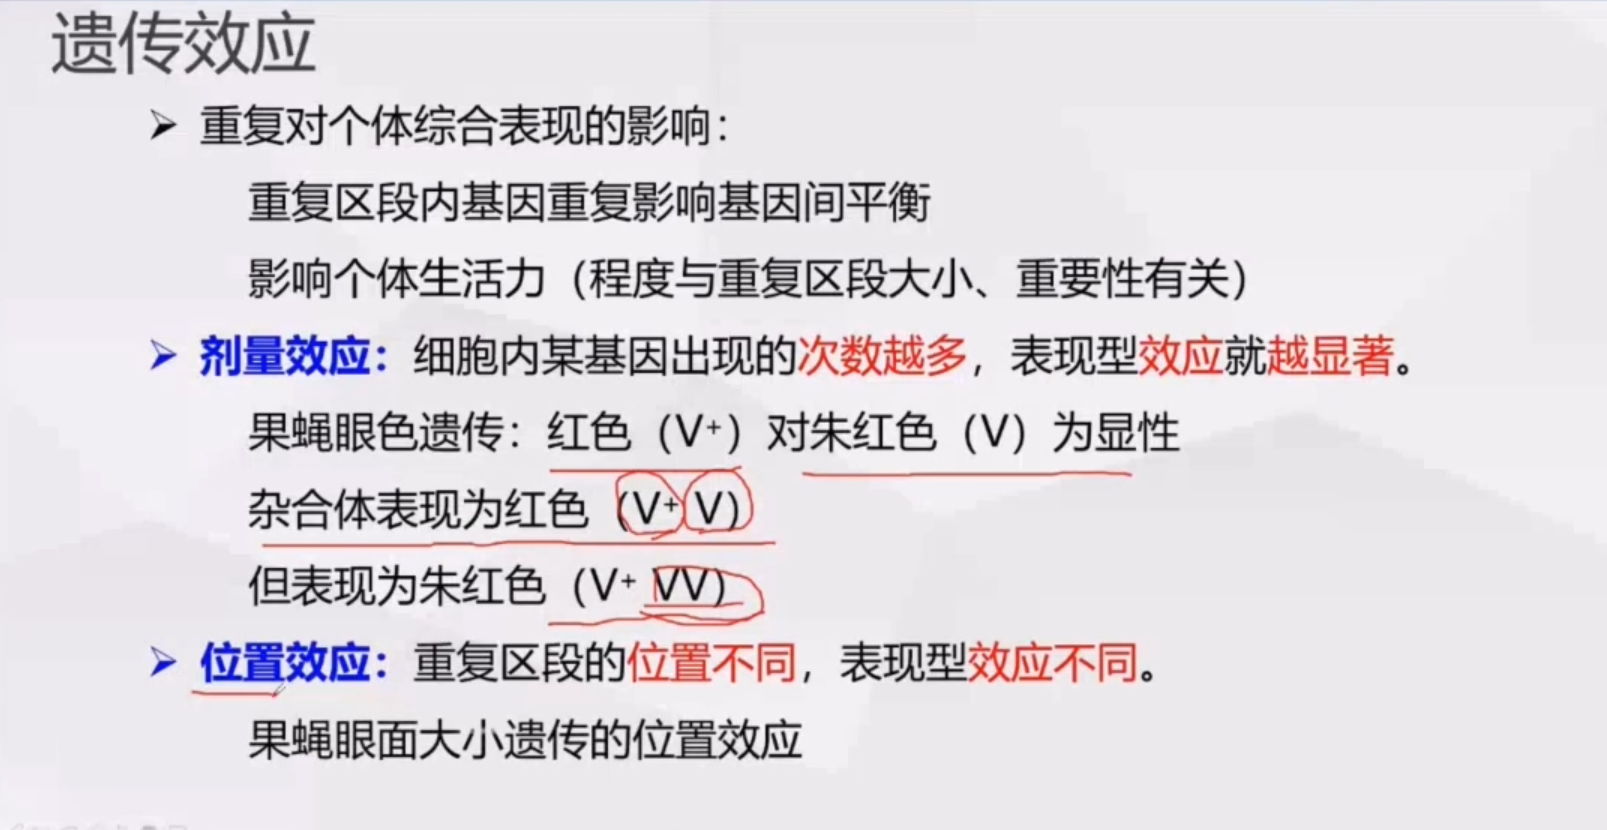 遗传效应
➢ 重复对个体综合表现的影响：
重复区段内基因重复影响基因间平衡
影响个体生活力（程度与重复区段大小、重要性有关）
➢ 剂量效应：细胞内某基因出现的次数越多，表现型效应就越显著。
果蝇眼色遗传：红色（V⁺）对朱红色（V）为显性
杂合体表现为红色（V⁺ V）
但表现为朱红色（V⁺ VV）
➢ 位置效应：重复区段的位置不同，表现型效应不同。
果蝇眼面大小遗传的位置效应